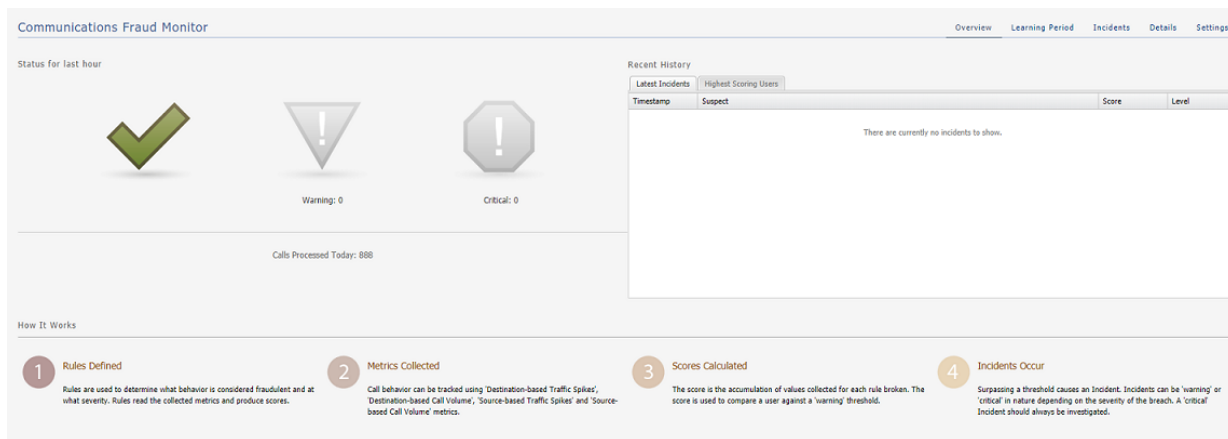 Communications Fraud Monitor
Overview Learning Period Incidents Details Settings
Status for last hour
Warning: 0
Critical: 0
Calls Processed Today: 888
Recent History
Latest Incidents Highest Scoring Users
Timestamp Suspect Score Level
There are currently no incidents to show.
How It Works
1
Rules Defined
Rules are used to determine what behavior is considered fraudulent and at
what severity. Rules read the collected metrics and produce scores.
2
Metrics Collected
Call behavior can be tracked using 'Destination-based Traffic Spikes',
'Destination-based Call Volume', 'Source-based Traffic Spikes' and 'Source-
based Call Volume' metrics.
3
Scores Calculated
The score is the accumulation of values collected for each rule broken. The
score is used to compare a user against a 'warning' threshold.
4
Incidents Occur
Surpassing a threshold causes an Incident. Incidents can be 'warning' or
'critical' in nature depending on the severity of the breach. A 'critical'
Incident should always be investigated.